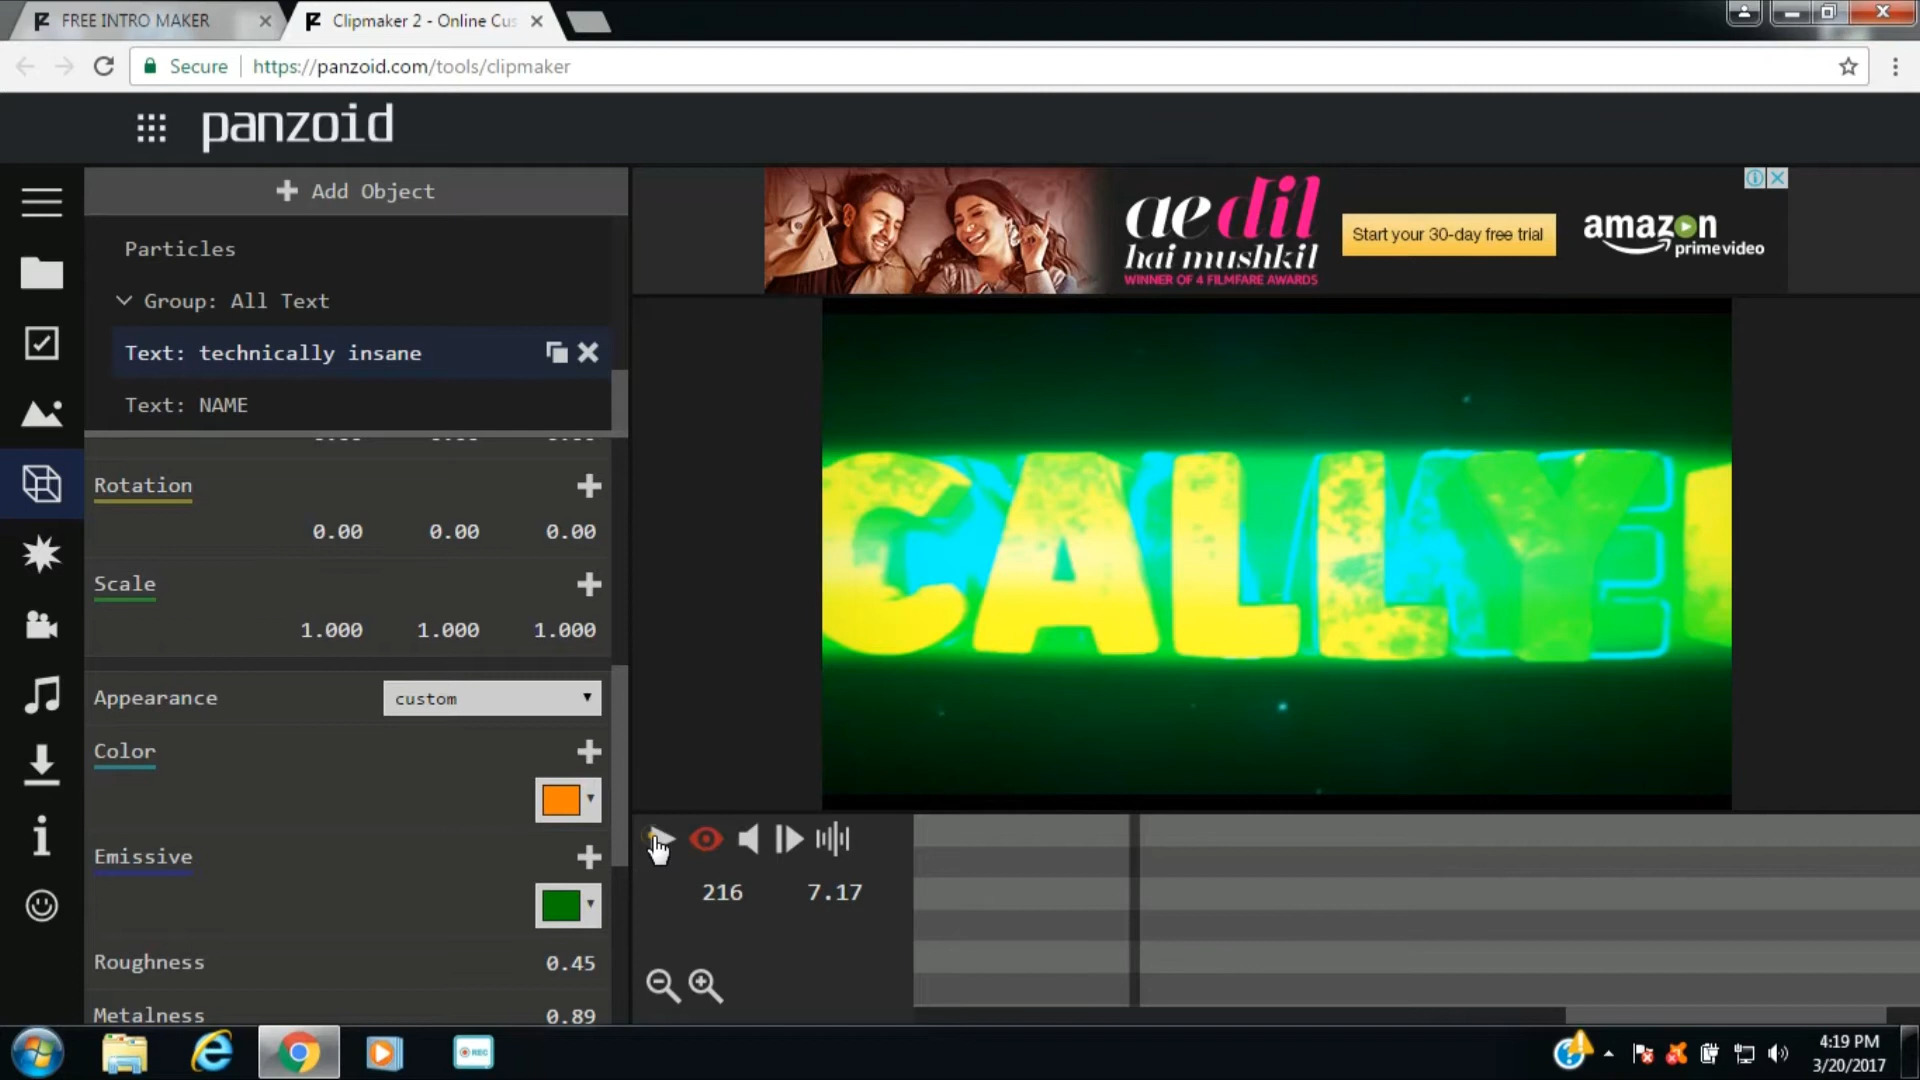 FREE INTRO MAKER
Clipmaker 2 - Online Cus
Secure https://panzoid.com/tools/clipmaker
panzoid
Add Object
Particles
Group: All Text
Text: technically insane
Text: NAME
Rotation
0.00 0.00 0.00
Scale
1.000 1.000 1.000
Appearance custom
Color
Emissive
Roughness 0.45
Metalness 0.89
ae dil
hai mushkil
WINNER OF 4 FILMFARE AWARDS
Start your 30-day free trial
amazon
prime video
CALLYE
216 7.17
REC
4:19 PM
3/20/2017